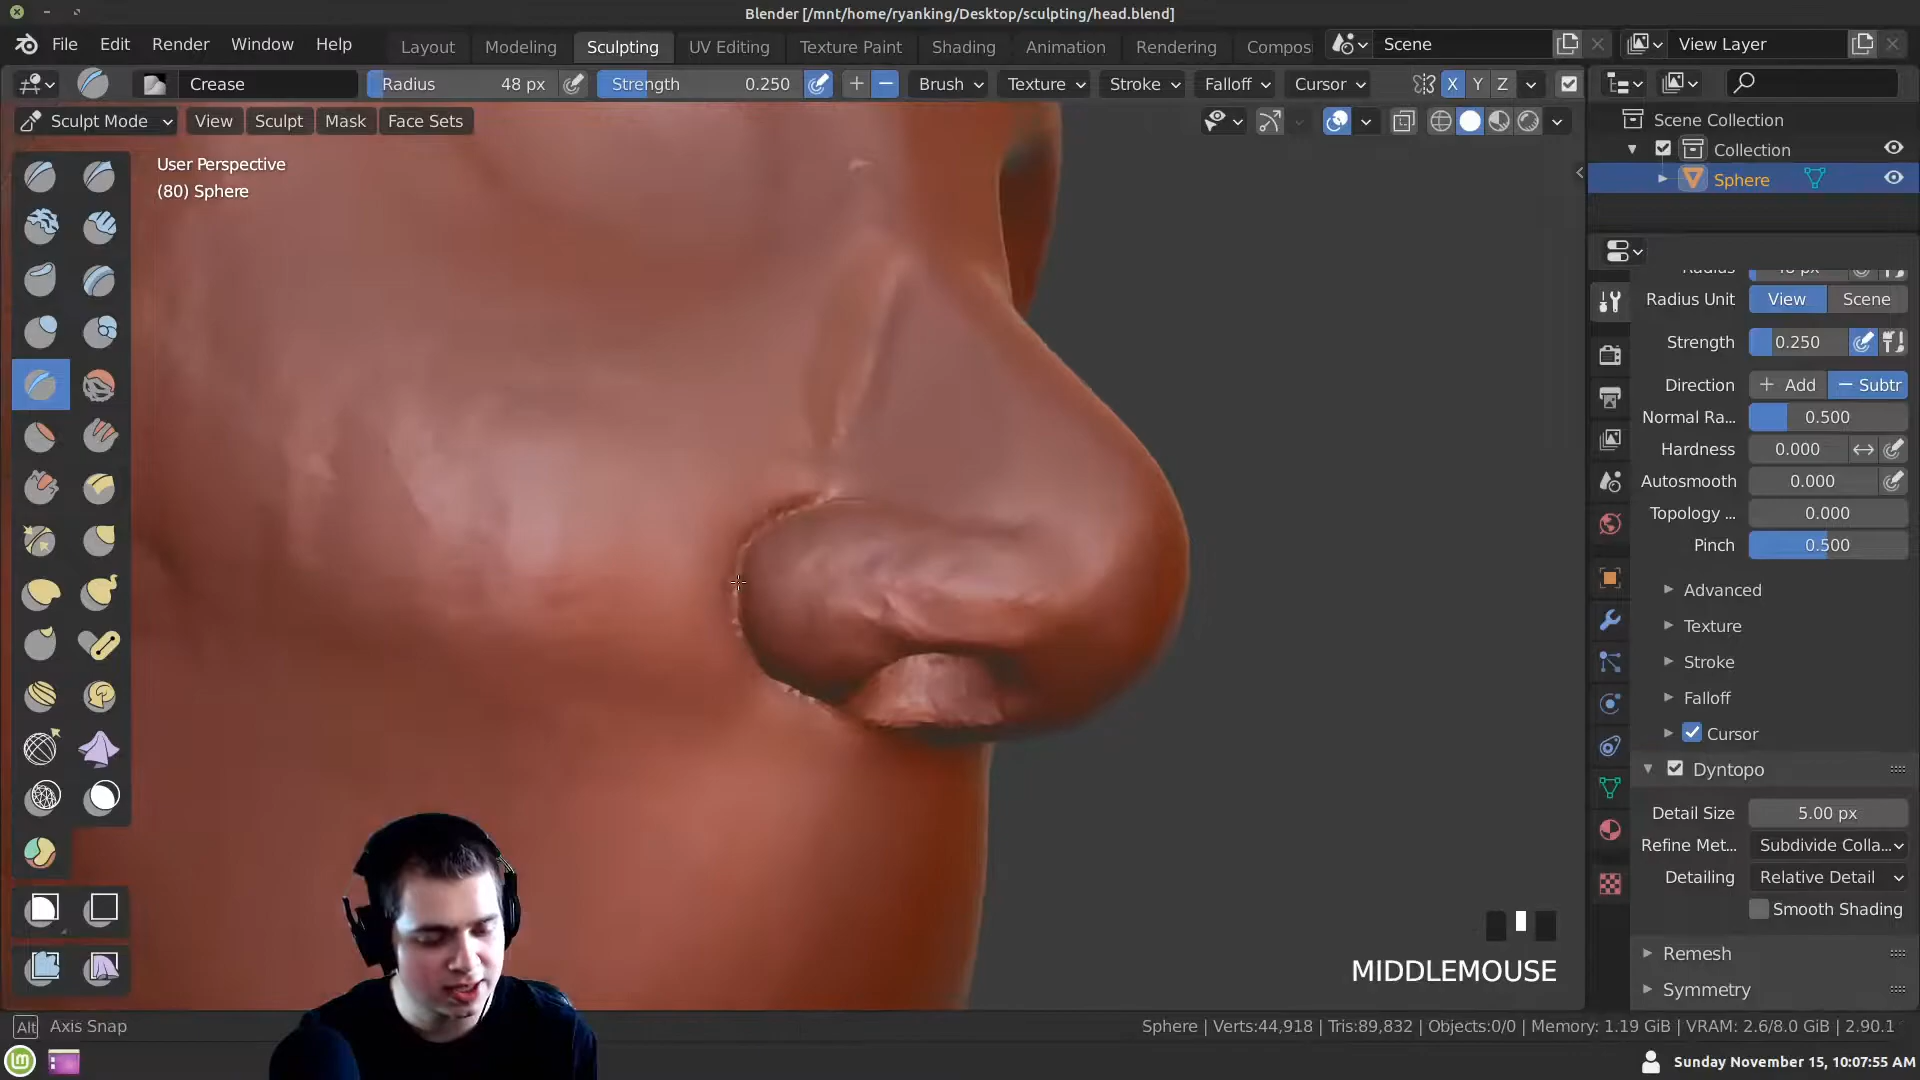 Blender [/mnt/home/ryanking/Desktop/sculpting/head.blend]
File Edit Render Window Help Layout Modeling Sculpting UV Editing Texture Paint Shading Animation Rendering Compos Scene View Layer
Crease Radius 48 px Strength 0.250 Brush Texture Stroke Falloff Cursor X Y Z
Sculpt Mode View Sculpt Mask Face Sets
Scene Collection
Collection
Sphere
User Perspective
(80) Sphere
Radius 48 px
Radius Unit View Scene
Strength 0.250
Direction + Add − Subtr
Normal Ra... 0.500
Hardness 0.000
Autosmooth 0.000
Topology ... 0.000
Pinch 0.500
Advanced
Texture
Stroke
Falloff
Cursor
Dyntopo
Detail Size 5.00 px
Refine Met... Subdivide Colla...
Detailing Relative Detail
Smooth Shading
Remesh
Symmetry
MIDDLEMOUSE
Alt Axis Snap
Sphere | Verts:44,918 | Tris:89,832 | Objects:0/0 | Memory: 1.19 GiB | VRAM: 2.6/8.0 GiB | 2.90.1
Sunday November 15, 10:07:55 AM